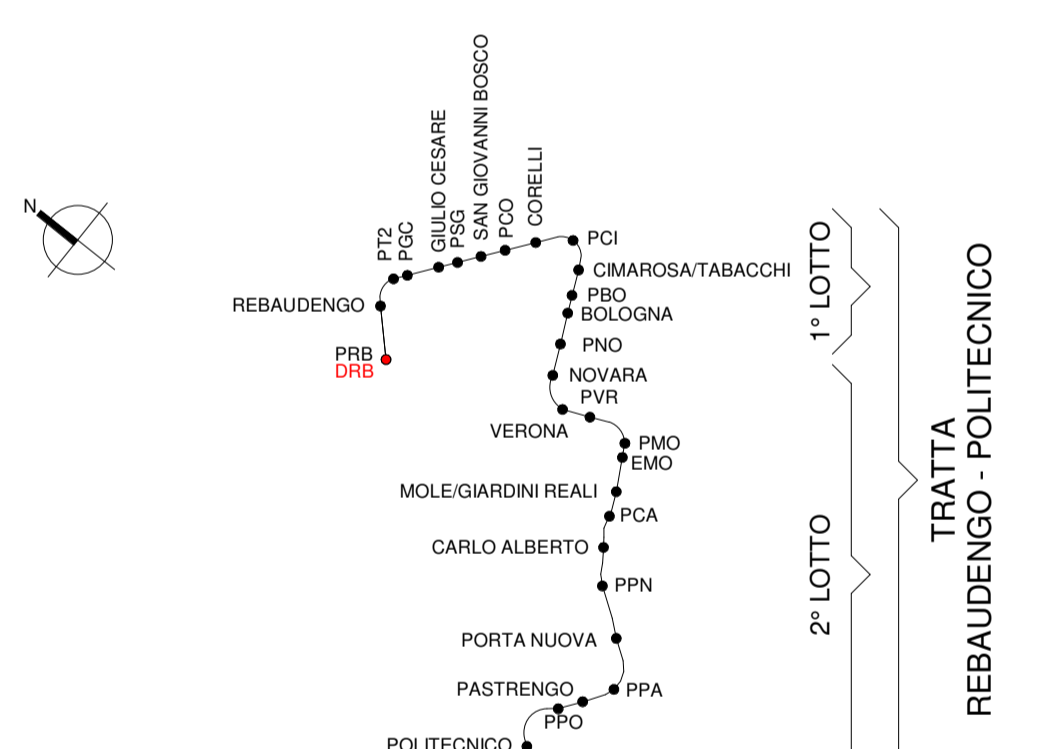 N
PT2
PGC
GIULIO CESARE
PSG
SAN GIOVANNI BOSCO
PCO
CORELLI
PCI
CIMAROSA/TABACCHI
REBAUDENGO
PBO
BOLOGNA
PRB
DRB
PNO
NOVARA
PVR
VERONA
PMO
EMO
MOLE/GIARDINI REALI
PCA
CARLO ALBERTO
PPN
PORTA NUOVA
PASTRENGO
PPA
PPO
POLITECNICO
1° LOTTO
2° LOTTO
TRATTA
REBAUDENGO - POLITECNICO